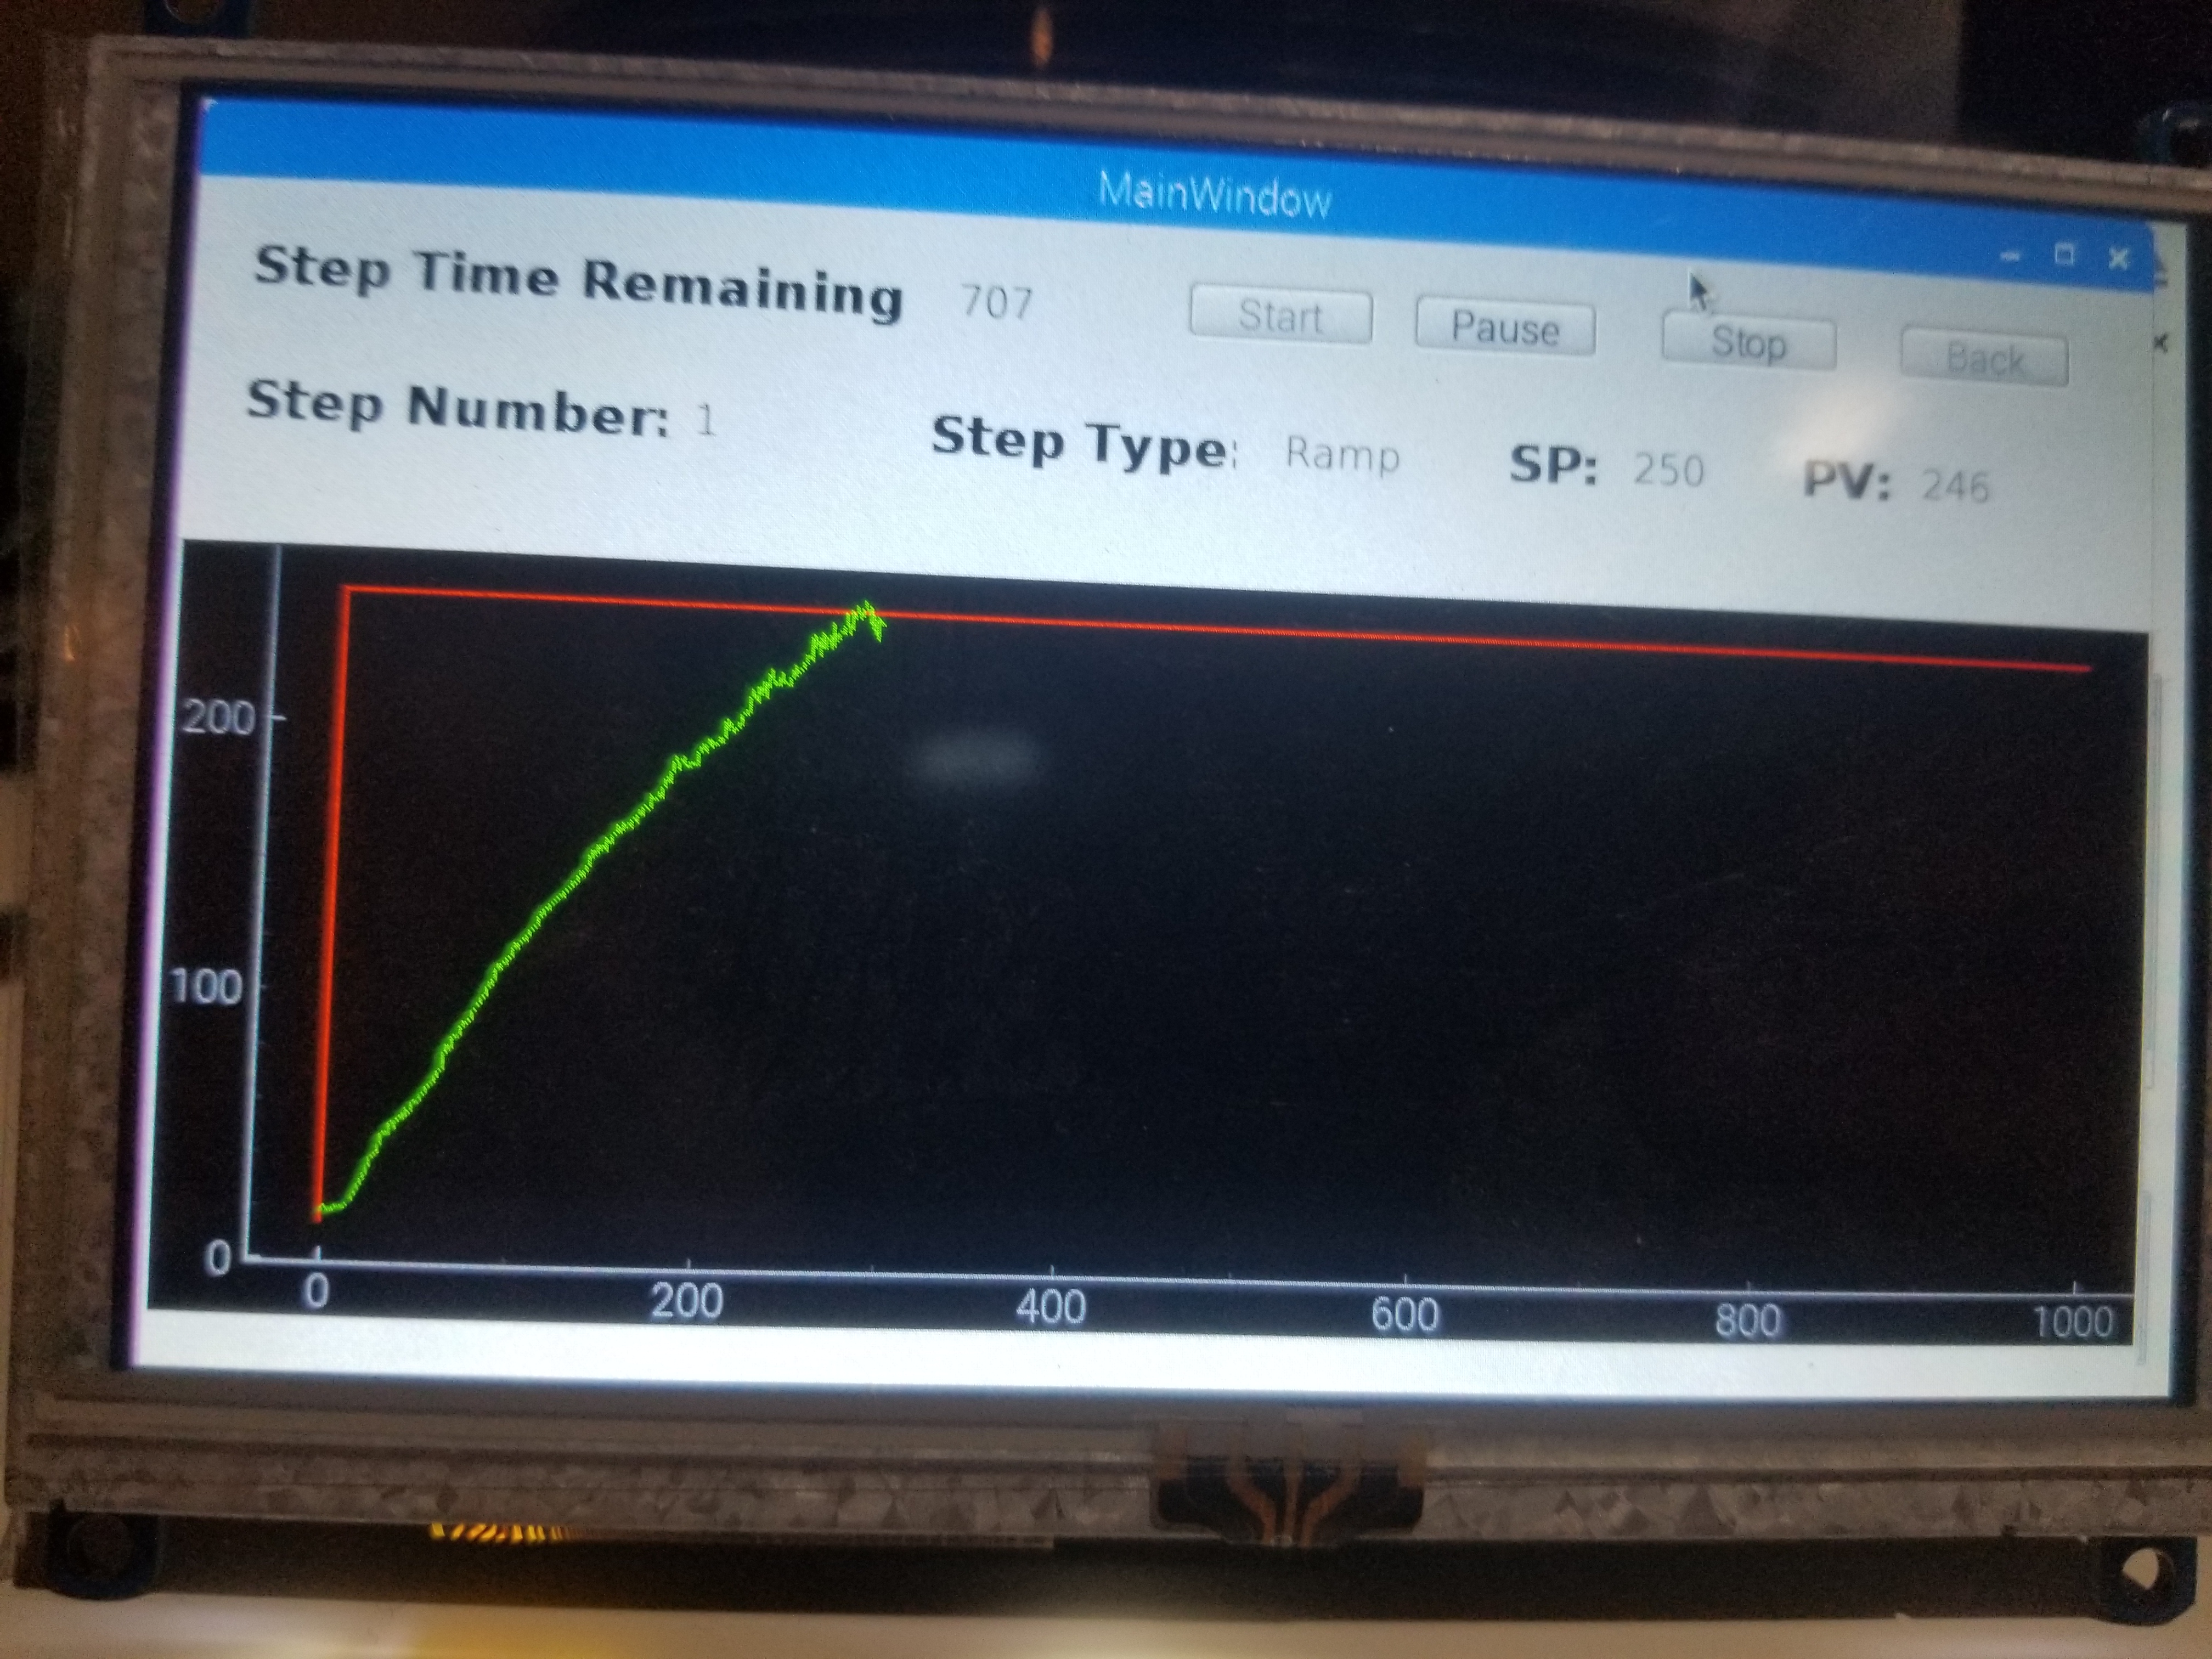 MainWindow
Step Time Remaining 707 Start Pause Stop Back
Step Number: 1 Step Type: Ramp SP: 250 PV: 246
200
100
0
0 200 400 600 800 1000